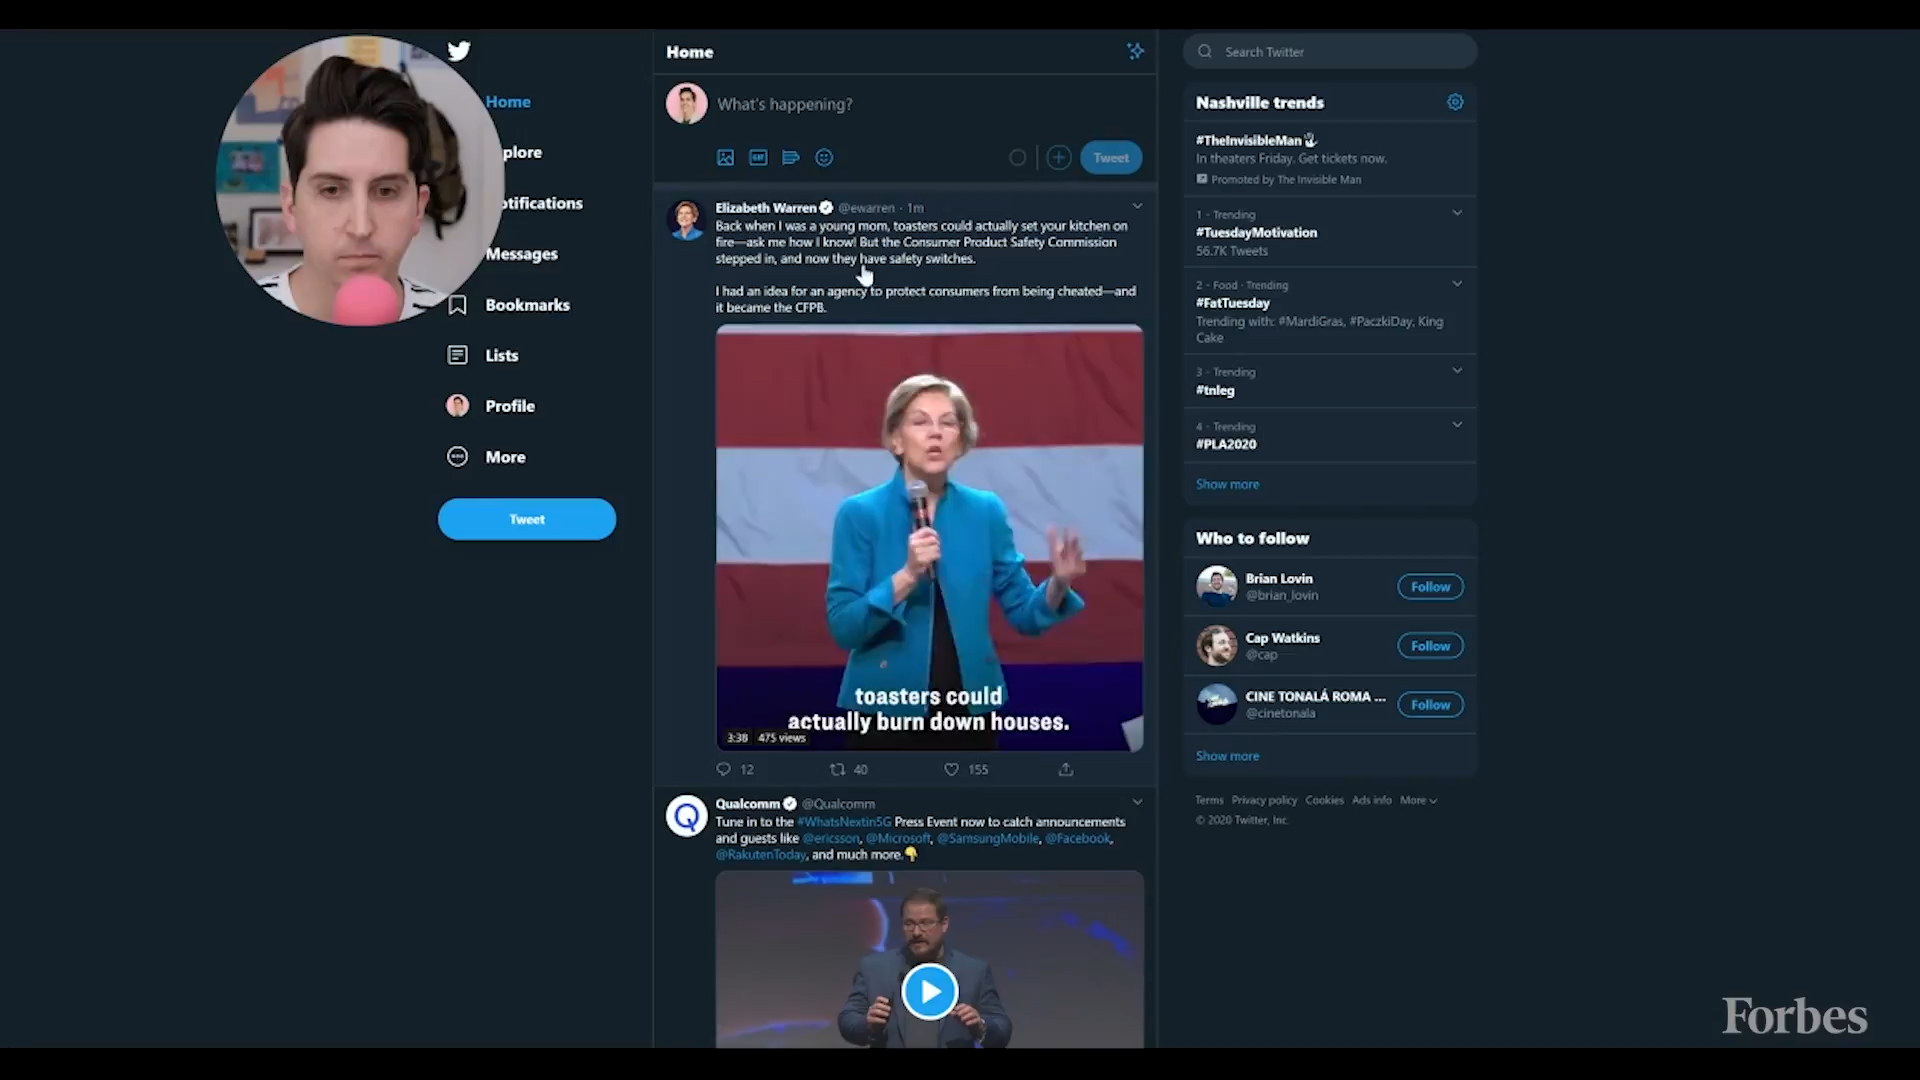 Home
plore
otifications
Messages
Bookmarks
Lists
Profile
More
Tweet
Home
What's happening?
GIF
Tweet
Elizabeth Warren @ewarren · 1m
Back when I was a young mom, toasters could actually set your kitchen on
fire—ask me how I know! But the Consumer Product Safety Commission
stepped in, and now they have safety switches.
I had an idea for an agency to protect consumers from being cheated—and
it became the CFPB.
toasters could
actually burn down houses.
3:38 475 views
12 40 155
Qualcomm @Qualcomm
Tune in to the #WhatsNextin5G Press Event now to catch announcements
and guests like @ericsson, @Microsoft, @SamsungMobile, @Facebook,
@RakutenToday, and much more.👇
Search Twitter
Nashville trends
#TheInvisibleMan
In theaters Friday. Get tickets now.
Promoted by The Invisible Man
1 · Trending
#TuesdayMotivation
56.7K Tweets
2 · Food · Trending
#FatTuesday
Trending with: #MardiGras, #PaczkiDay, King
Cake
3 · Trending
#tnleg
4 · Trending
#PLA2020
Show more
Who to follow
Brian Lovin
@brian_lovin
Follow
Cap Watkins
@cap
Follow
CINE TONALÁ ROMA ...
@cinetonala
Follow
Show more
Terms Privacy policy Cookies Ads info More
© 2020 Twitter, Inc.
Forbes